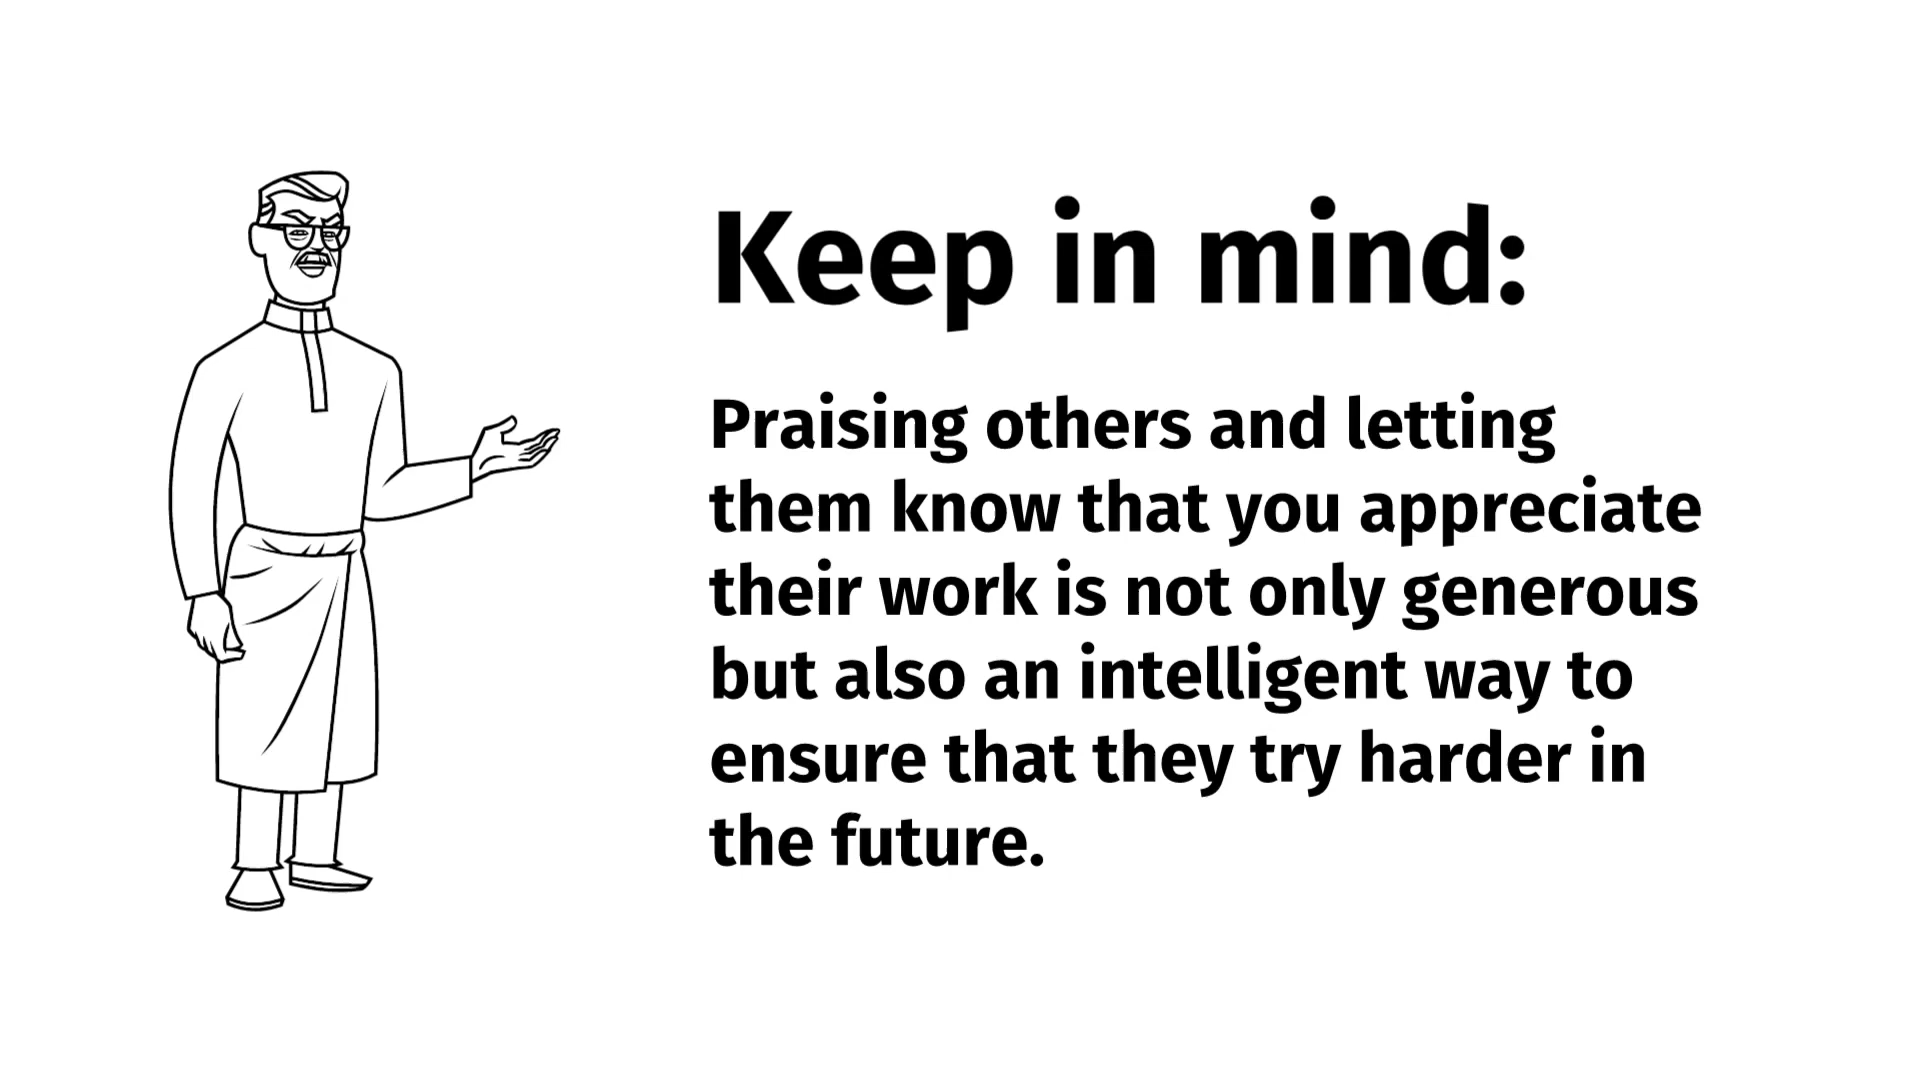 Keep in mind:
Praising others and letting
them know that you appreciate
their work is not only generous
but also an intelligent way to
ensure that they try harder in
the future.